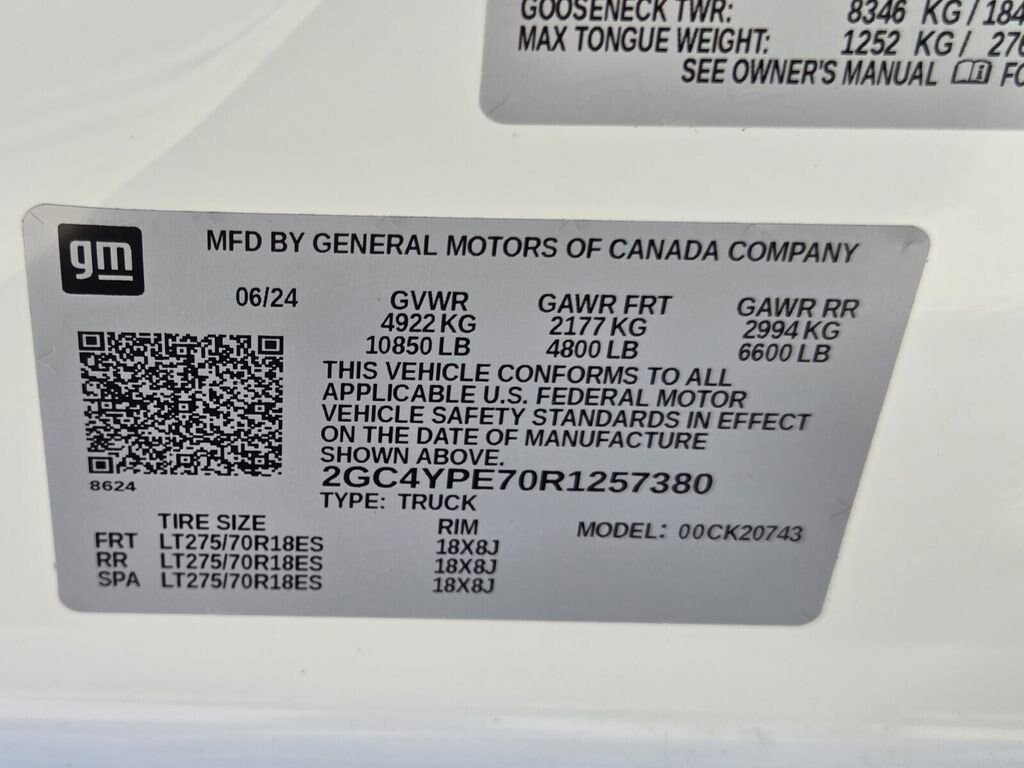 GOOSENECK TWR: 8346 KG / 184
MAX TONGUE WEIGHT: 1252 KG / 276
SEE OWNER'S MANUAL FO
gm
MFD BY GENERAL MOTORS OF CANADA COMPANY
06/24 GVWR GAWR FRT GAWR RR
4922 KG 2177 KG 2994 KG
10850 LB 4800 LB 6600 LB
THIS VEHICLE CONFORMS TO ALL
APPLICABLE U.S. FEDERAL MOTOR
VEHICLE SAFETY STANDARDS IN EFFECT
ON THE DATE OF MANUFACTURE
SHOWN ABOVE.
8624
2GC4YPE70R1257380
TYPE: TRUCK
TIRE SIZE RIM MODEL: 00CK20743
FRT LT275/70R18ES 18X8J
RR LT275/70R18ES 18X8J
SPA LT275/70R18ES 18X8J